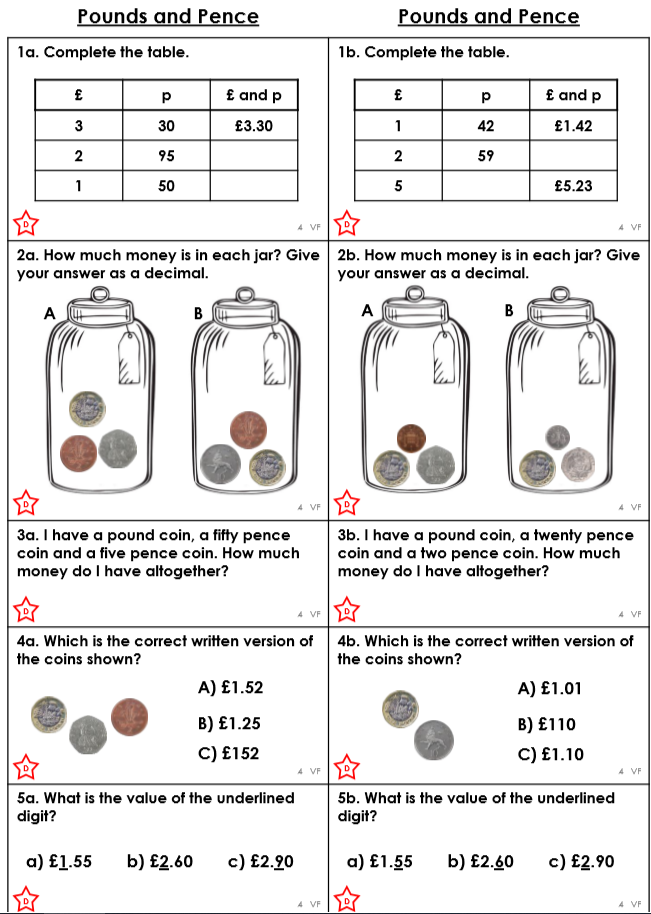 Pounds and Pence
1a. Complete the table.
£ p £ and p
3 30 £3.30
2 95
1 50
D
4 VF
2a. How much money is in each jar? Give
your answer as a decimal.
A B
D
4 VF
3a. I have a pound coin, a fifty pence
coin and a five pence coin. How much
money do I have altogether?
D
4 VF
4a. Which is the correct written version of
the coins shown?
A) £1.52
B) £1.25
C) £152
D
4 VF
5a. What is the value of the underlined
digit?
a) £1.55 b) £2.60 c) £2.90
D
4 VF
Pounds and Pence
1b. Complete the table.
£ p £ and p
1 42 £1.42
2 59
5 £5.23
D
4 VF
2b. How much money is in each jar? Give
your answer as a decimal.
A B
D
4 VF
3b. I have a pound coin, a twenty pence
coin and a two pence coin. How much
money do I have altogether?
D
4 VF
4b. Which is the correct written version of
the coins shown?
A) £1.01
B) £110
C) £1.10
D
4 VF
5b. What is the value of the underlined
digit?
a) £1.55 b) £2.60 c) £2.90
D
4 VF